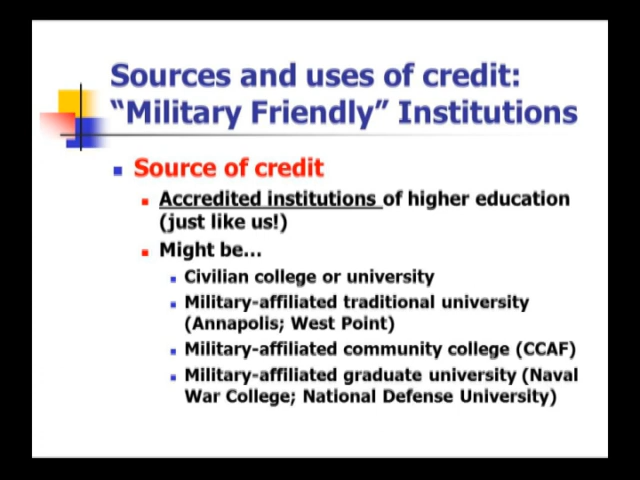 Sources and uses of credit:
“Military Friendly” Institutions
Source of credit
Accredited institutions of higher education
(just like us!)
Might be...
Civilian college or university
Military-affiliated traditional university
(Annapolis; West Point)
Military-affiliated community college (CCAF)
Military-affiliated graduate university (Naval
War College; National Defense University)